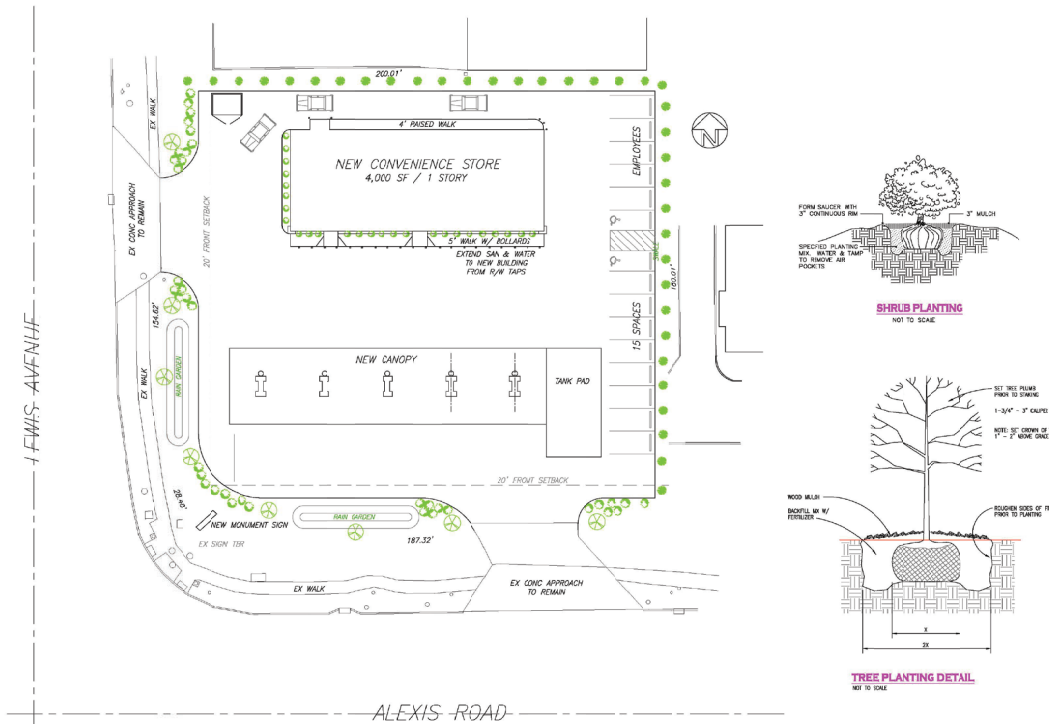 200.01'
EX WALK
4' RAISED WALK
NEW CONVENIENCE STORE
4,000 SF / 1 STORY
EMPLOYEES
N
EX CONC APPROACH
TO REMAIN
20' FRONT SETBACK
5' WALK W/ BOLLARDS
EXTEND SAN & WATER
TO NEW BUILDING
FROM R/W TAPS
160.01'
154.62'
15 SPACES
LEWIS AVENUE
EX WALK
RAIN GARDEN
NEW CANOPY
TANK PAD
20' FRONT SETBACK
28.40'
NEW MONUMENT SIGN
RAIN GARDEN
187.32'
EX WALK
EX CONC APPROACH
TO REMAIN
ALEXIS ROAD
FORM SAUCER WITH
3" CONTINUOUS RIM
3" MULCH
SPECIFIED PLANTING
MIX. WATER & TAMP
TO REMOVE AIR
POCKETS
SHRUB PLANTING
NOT TO SCALE
SET TREE PLUMB
PRIOR TO STAKING
1-3/4" - 3" CALIPE
NOTE: SET CROWN OF
1" - 2" ABOVE GRADE
WOOD MULCH
BACKFILL MIX W/
FERTILIZER
ROUGHEN SIDES OF
PRIOR TO PLANTING
X
2X
TREE PLANTING DETAIL
NOT TO SCALE